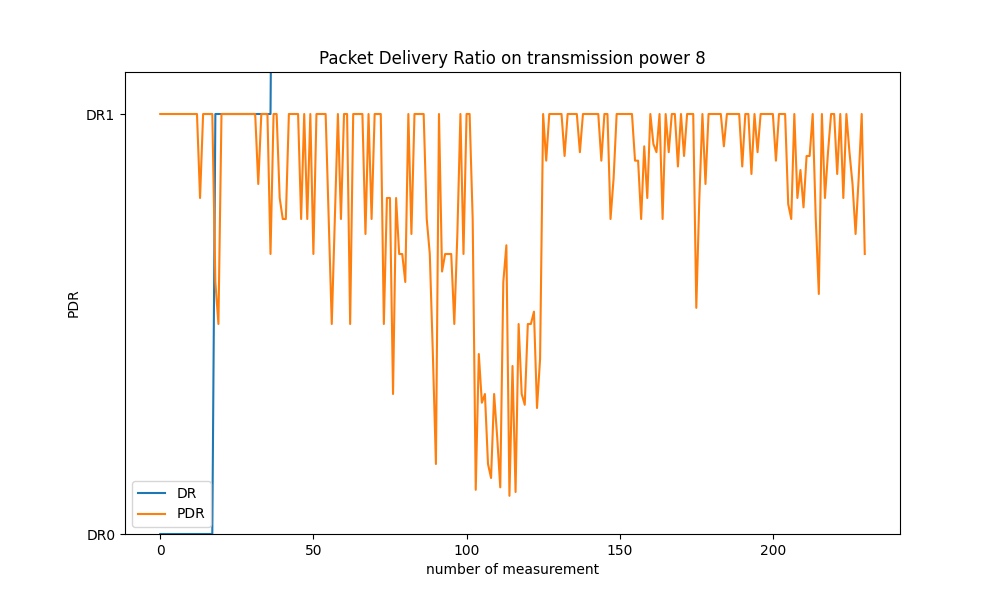 Packet Delivery Ratio on transmission power 8
DR1
PDR
DR
PDR
DR0
0
50
100
150
200
number of measurement